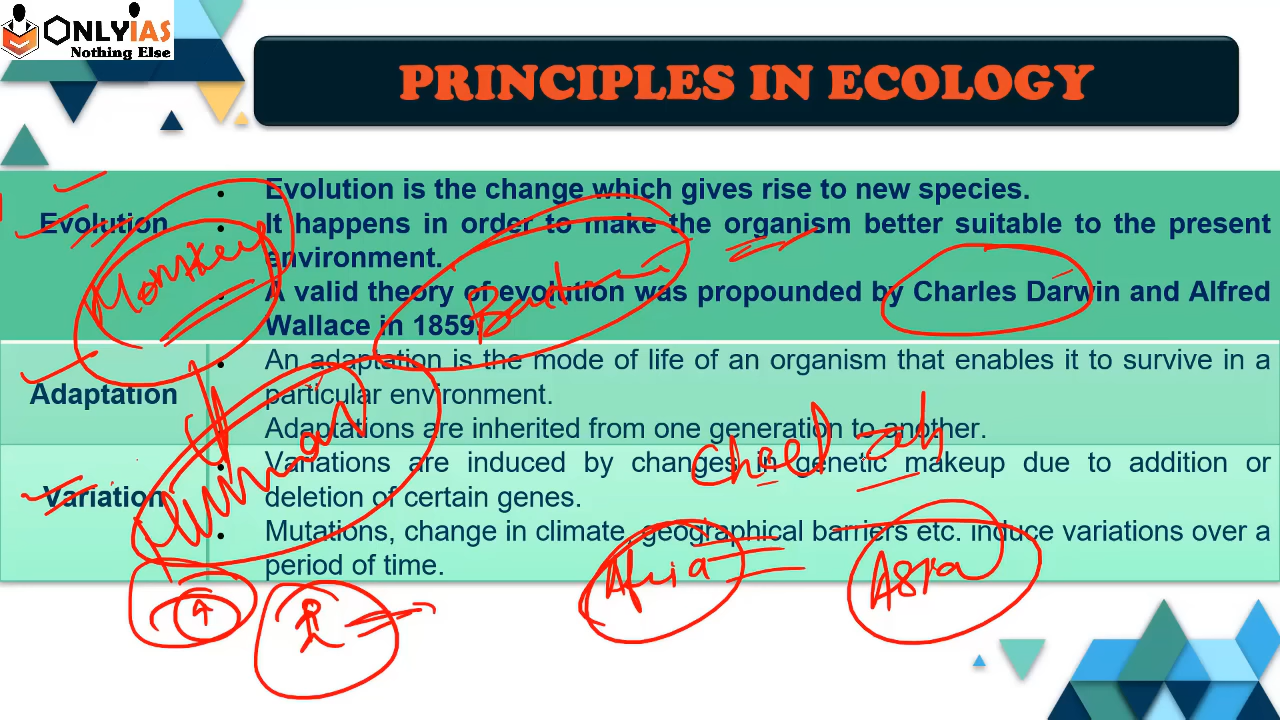 ONLYIAS
Nothing Else
PRINCIPLES IN ECOLOGY
Evolution
• Evolution is the change which gives rise to new species.
• It happens in order to make the organism better suitable to the present
environment.
• A valid theory of evolution was propounded by Charles Darwin and Alfred
Wallace in 1859.
Adaptation
• An adaptation is the mode of life of an organism that enables it to survive in a
particular environment.
Adaptations are inherited from one generation to another.
Variation
• Variations are induced by changes in genetic makeup due to addition or
deletion of certain genes.
• Mutations, change in climate, geographical barriers etc. induce variations over a
period of time.
Monkey
Human
Asia